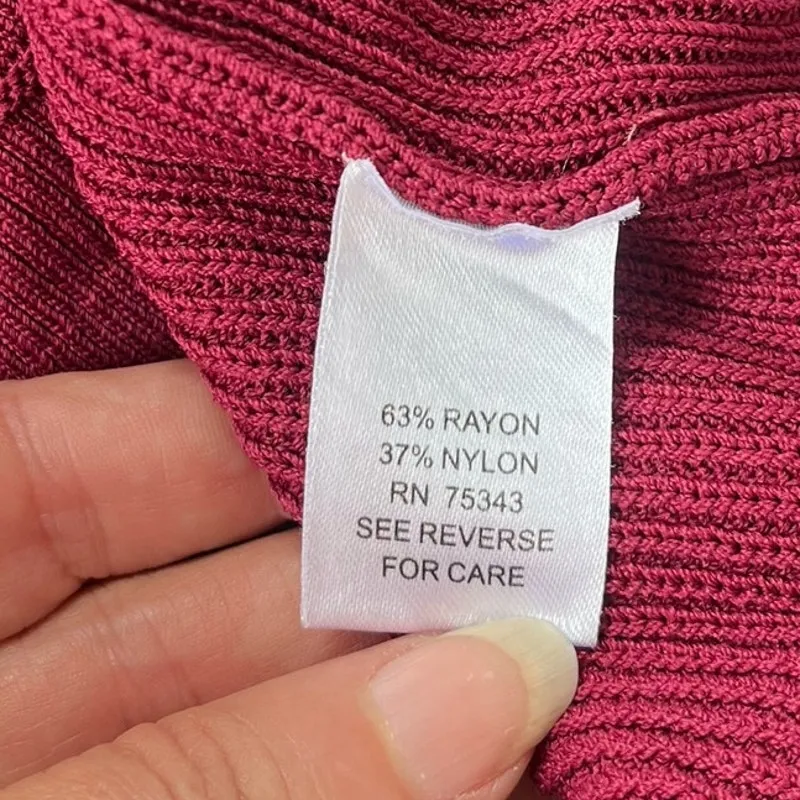 63% RAYON
37% NYLON
RN 75343
SEE REVERSE
FOR CARE